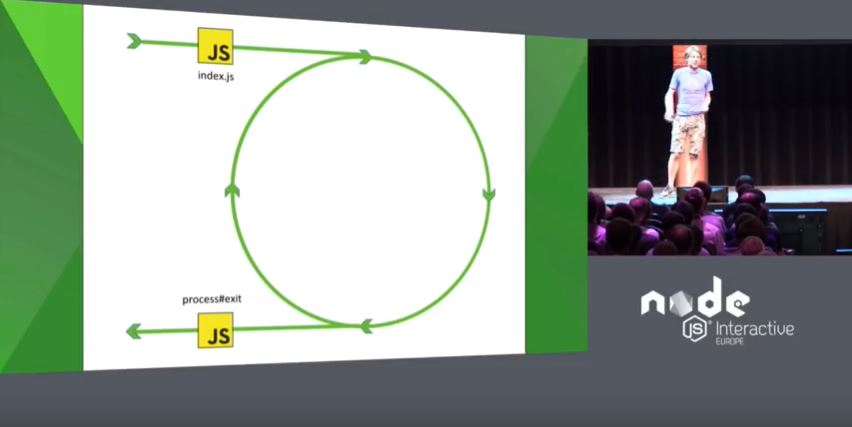 JS
index.js
process#exit
JS
node
JS Interactive
EUROPE